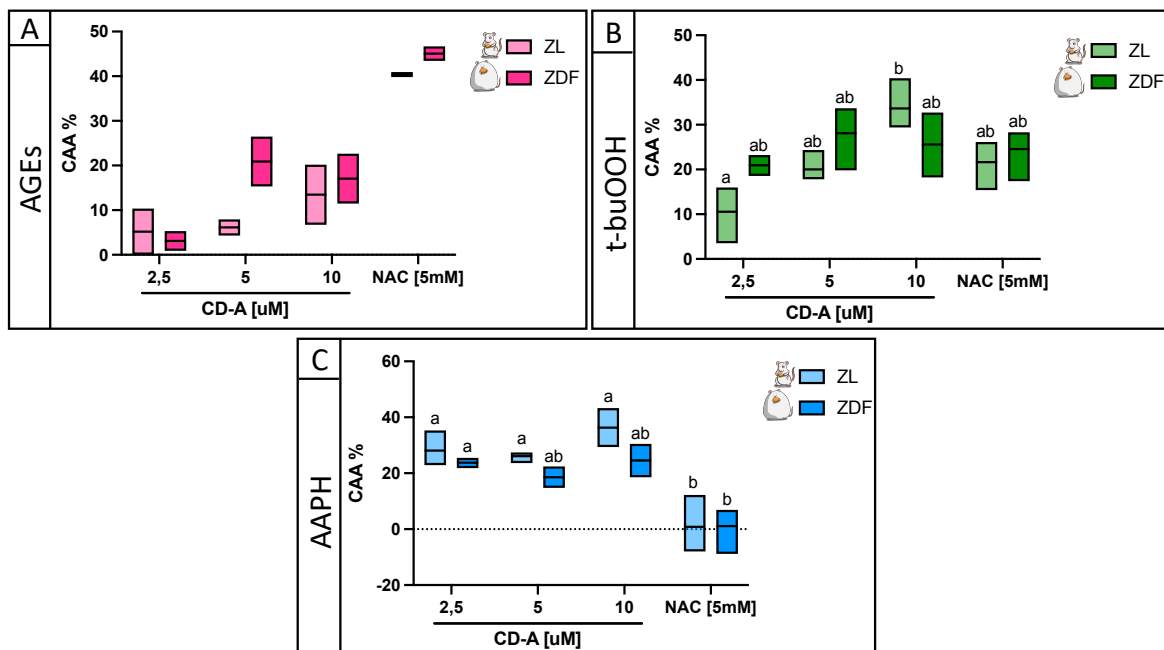 A
AGEs
CAA %
50
40
30
20
10
0
ZL
ZDF
2,5
5
10
NAC [5mM]
CD-A [uM]
B
t-buOOH
CAA %
50
40
30
20
10
0
ZL
ZDF
a
ab
ab
ab
b
ab
ab
ab
2,5
5
10
NAC [5mM]
CD-A [uM]
C
AAPH
CAA %
60
40
20
0
-20
ZL
ZDF
a
a
a
ab
a
ab
b
b
2,5
5
10
NAC [5mM]
CD-A [uM]